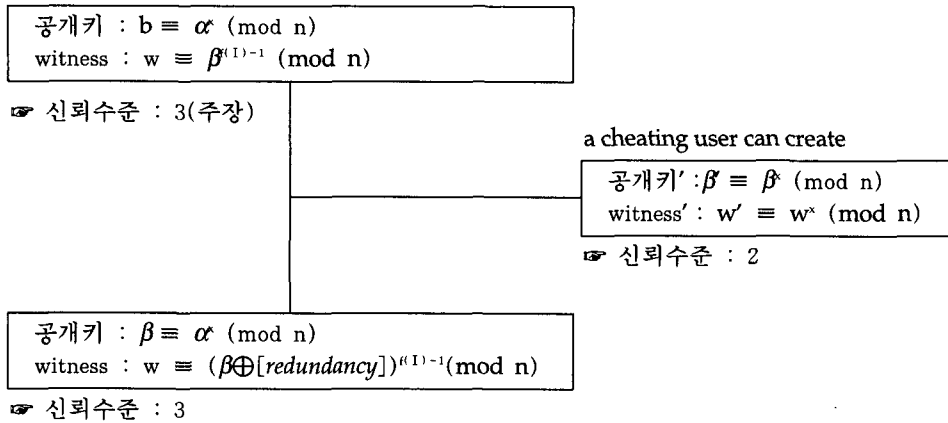 공개키 : b ≡ αˣ (mod n)
witness : w ≡ β^{f(I)-1} (mod n)
☞ 신뢰수준 : 3(주장)
a cheating user can create
공개키' : β' ≡ βˣ (mod n)
witness' : w' ≡ wˣ (mod n)
☞ 신뢰수준 : 2
공개키 : β ≡ αˣ (mod n)
witness : w ≡ (β⊕[redundancy])^{f(I)-1}(mod n)
☞ 신뢰수준 : 3